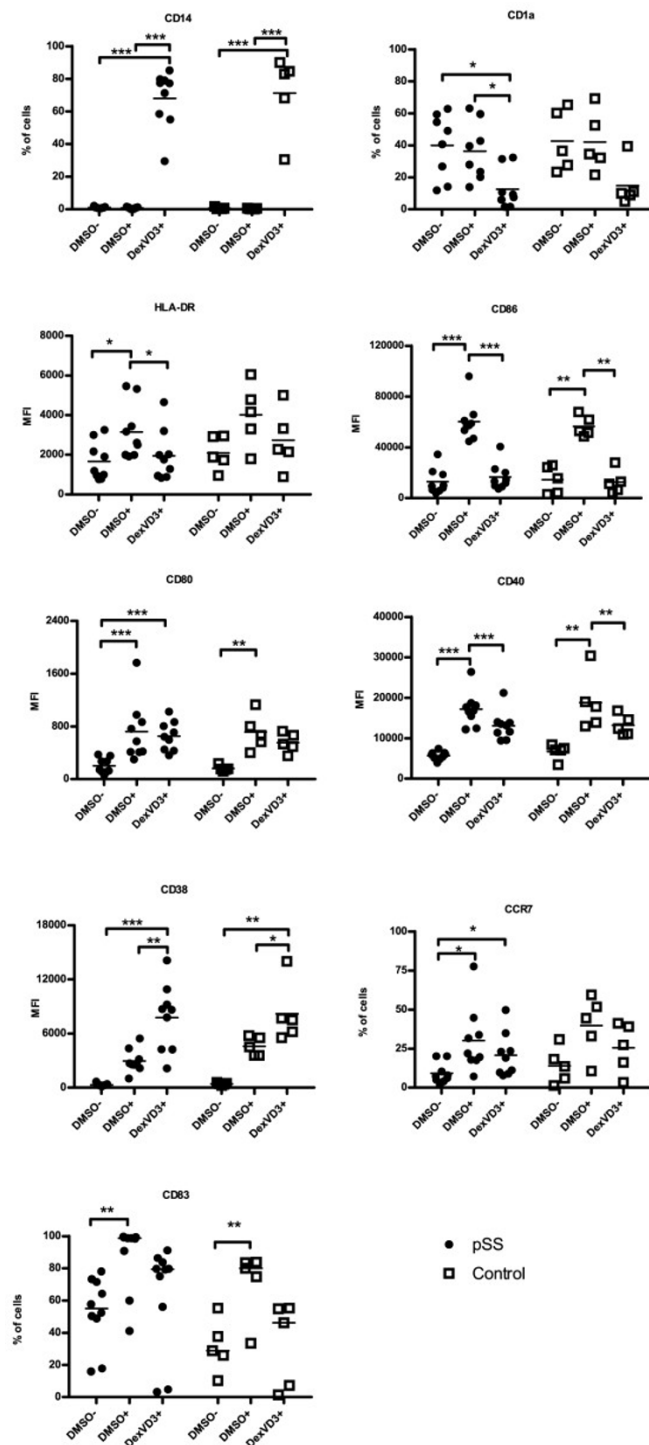 CD14
***
***
***
***
% of cells
100
80
60
40
20
0
DMSO-
DMSO+
DexVD3+
DMSO-
DMSO+
DexVD3+
CD1a
*
*
% of cells
100
80
60
40
20
0
DMSO-
DMSO+
DexVD3+
DMSO-
DMSO+
DexVD3+
HLA-DR
*
*
MFI
8000
6000
4000
2000
0
DMSO-
DMSO+
DexVD3+
DMSO-
DMSO+
DexVD3+
CD86
***
***
**
**
MFI
120000
80000
40000
0
DMSO-
DMSO+
DexVD3+
DMSO-
DMSO+
DexVD3+
CD80
***
***
**
MFI
2400
1600
800
0
DMSO-
DMSO+
DexVD3+
DMSO-
DMSO+
DexVD3+
CD40
***
***
**
**
MFI
40000
30000
20000
10000
0
DMSO-
DMSO+
DexVD3+
DMSO-
DMSO+
DexVD3+
CD38
***
**
**
*
MFI
18000
12000
6000
0
DMSO-
DMSO+
DexVD3+
DMSO-
DMSO+
DexVD3+
CCR7
*
*
% of cells
100
75
50
25
0
DMSO-
DMSO+
DexVD3+
DMSO-
DMSO+
DexVD3+
CD83
**
**
% of cells
100
80
60
40
20
0
DMSO-
DMSO+
DexVD3+
DMSO-
DMSO+
DexVD3+
pSS
Control